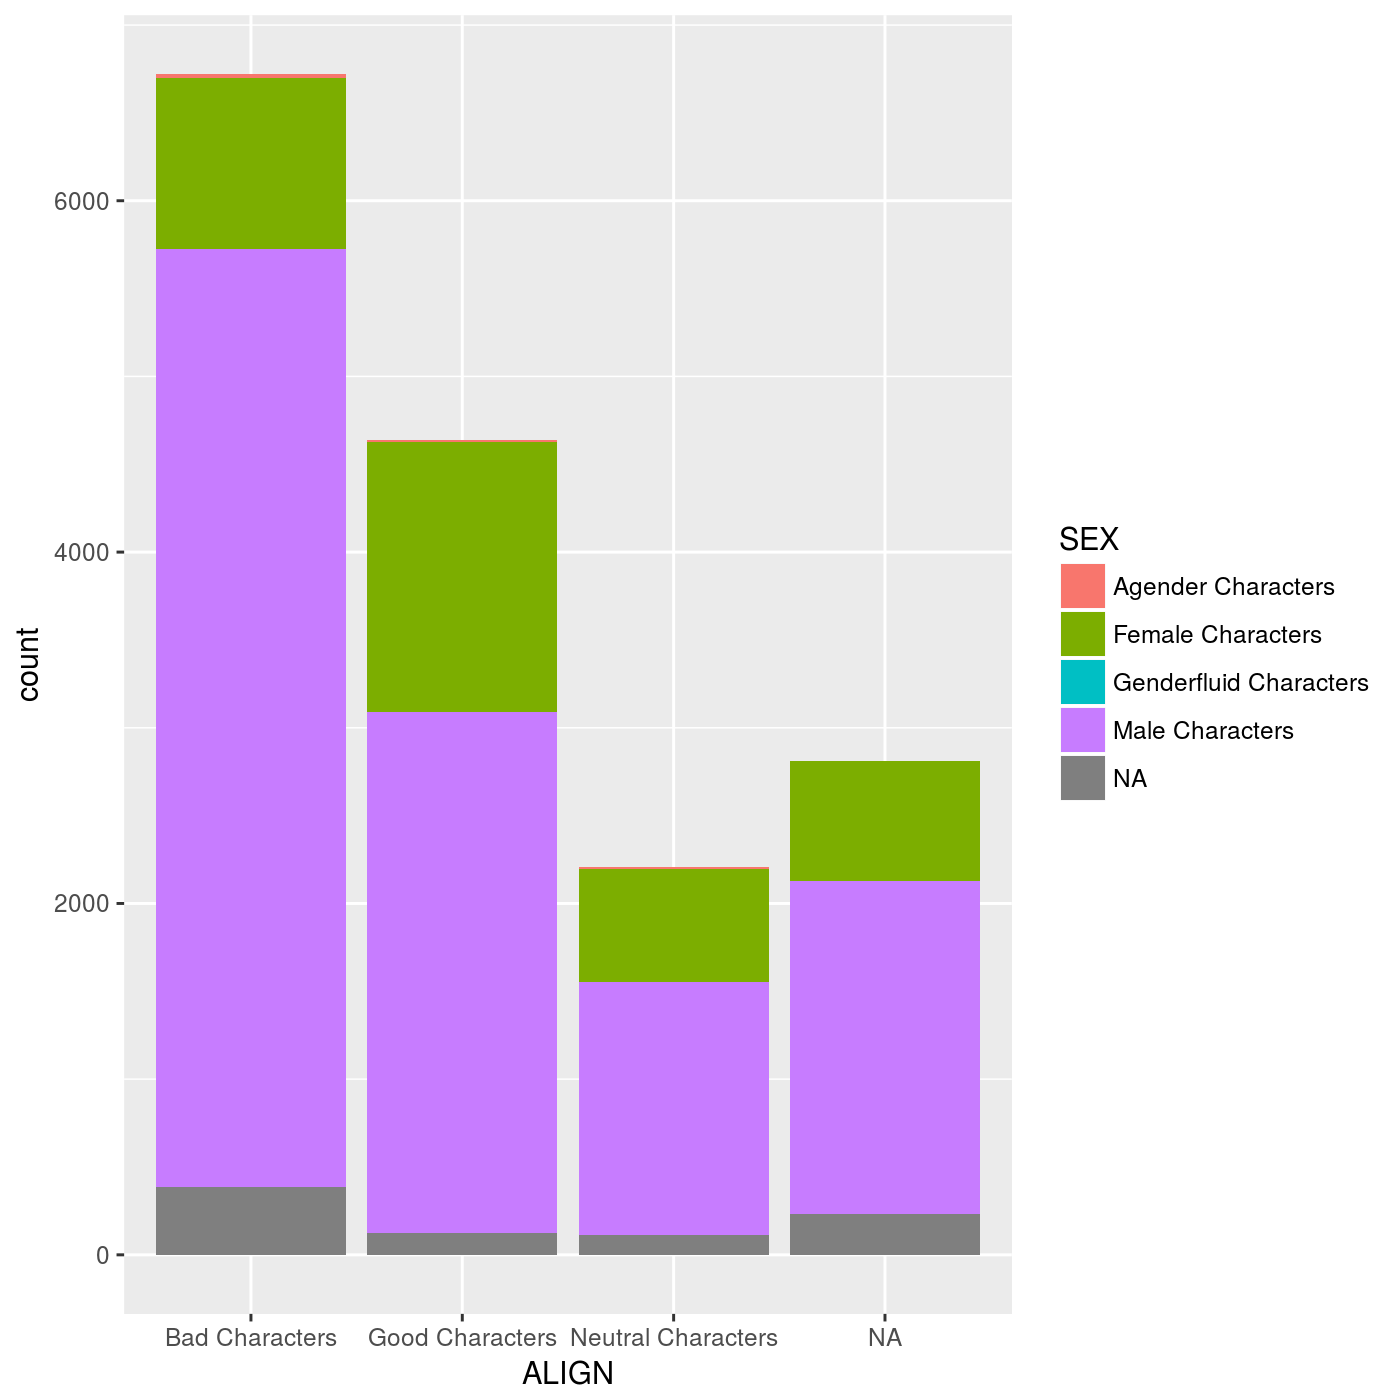 6000
4000
2000
0
count
Bad Characters
Good Characters
Neutral Characters
NA
ALIGN
SEX
Agender Characters
Female Characters
Genderfluid Characters
Male Characters
NA